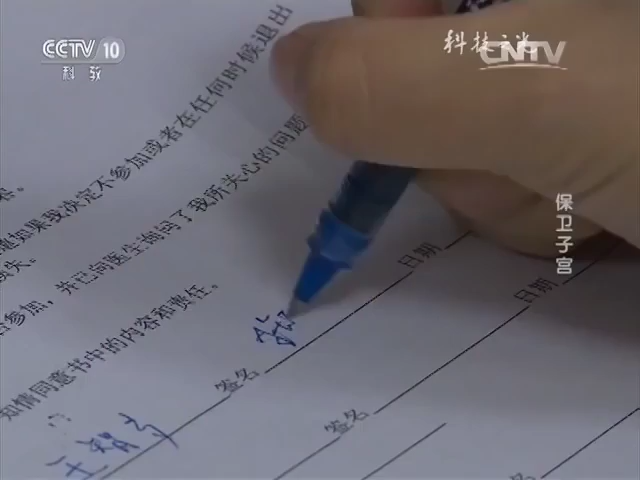 CCTV 10
科教
科技之光
CNTV
保卫子宫
如果我决定不参加或者在任何时候退出
参加，并已向医生询问了我所关心的问题
知情同意书中的内容和责任。
签名
日期
签名
日期
签名